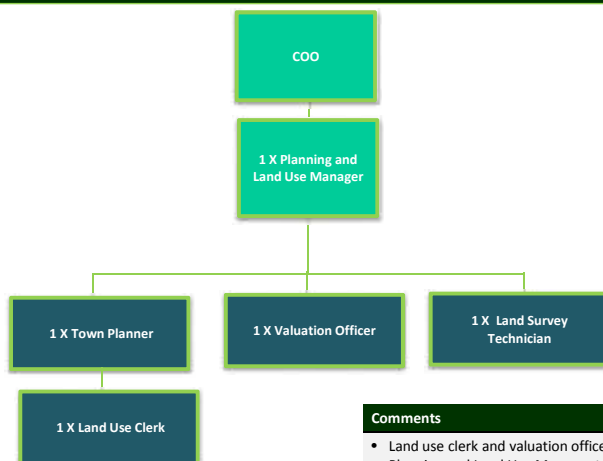 COO
1 X Planning and
Land Use Manager
1 X Town Planner
1 X Valuation Officer
1 X Land Survey
Technician
1 X Land Use Clerk
Comments
• Land use clerk and valuation office